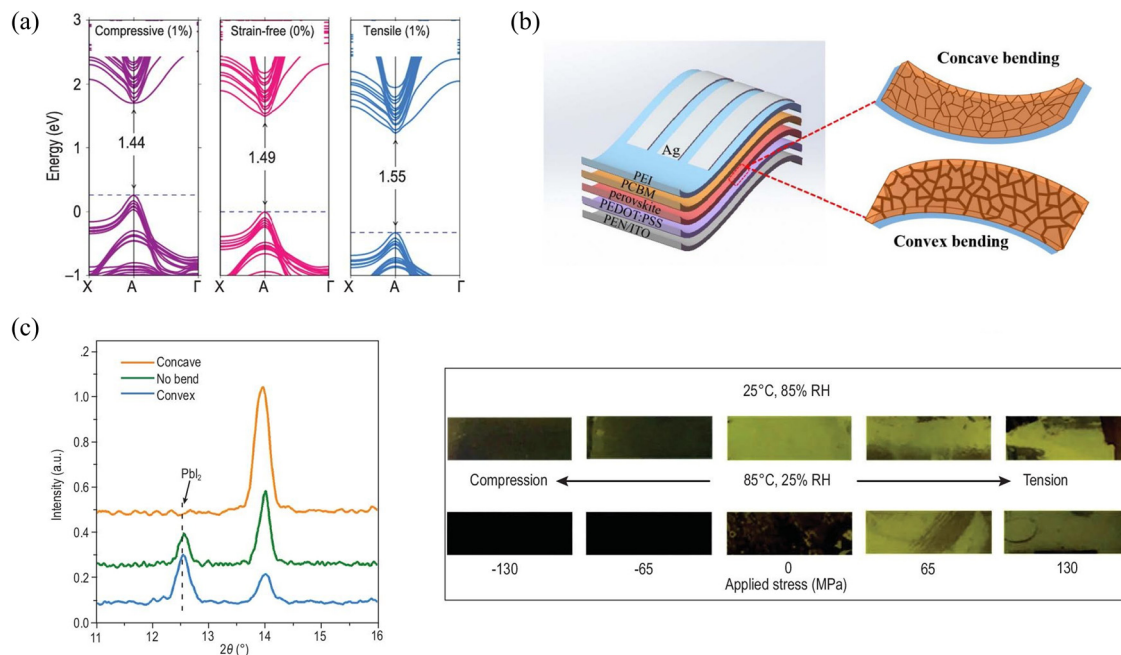 (a)
Compressive (1%)
Strain-free (0%)
Tensile (1%)
3
2
1
0
–1
Energy (eV)
1.44
1.49
1.55
X A Γ
X A Γ
X A Γ
(b)
Ag
PEI
PCBM
perovskite
PEDOT:PSS
PEN/ITO
Concave bending
Convex bending
(c)
Concave
No bend
Convex
PbI₂
.2
1.0
0.8
0.4
0.2
0.0
Intensity (a.u.)
11 12 13 14 15 16
2θ (°)
25°C, 85% RH
Compression
85°C, 25% RH
Tension
-130 -65 0 65 130
Applied stress (MPa)